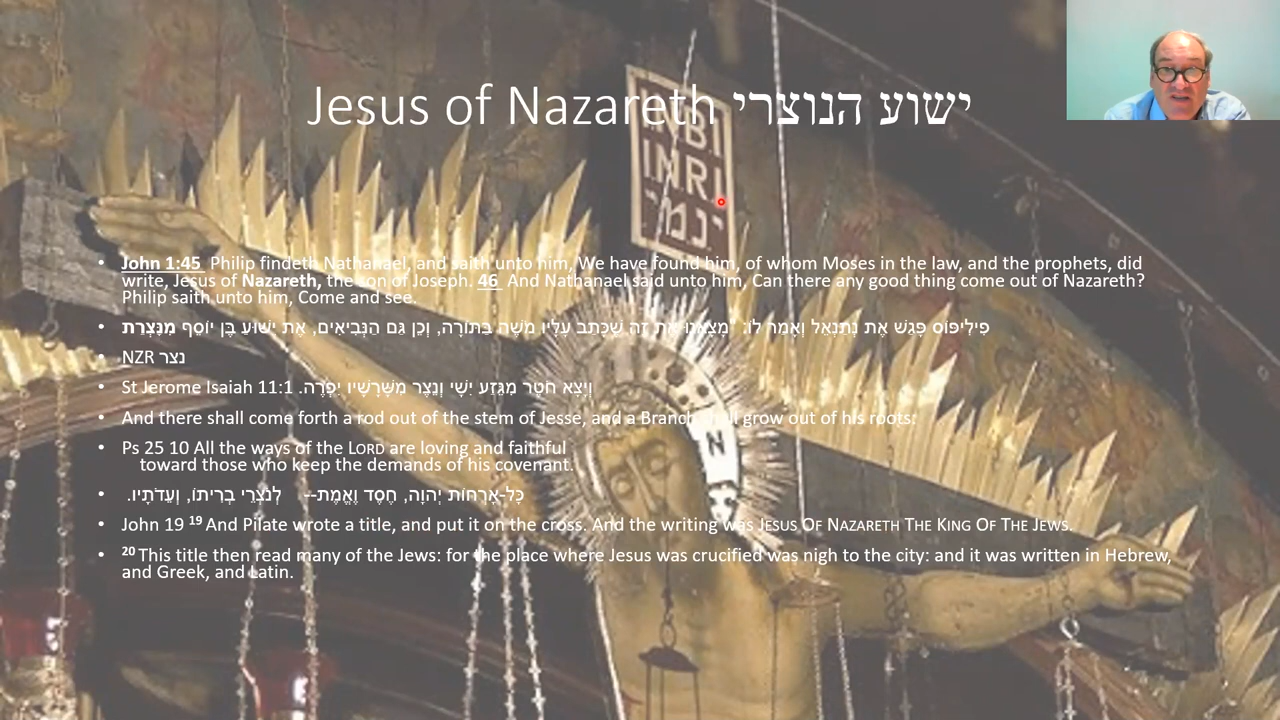 Jesus of Nazareth ישוע הנוצרי
INBI
INRI
ינמי
• John 1:45 Philip findeth Nathanael, and saith unto him, We have found him, of whom Moses in the law, and the prophets, did
write, Jesus of Nazareth, the son of Joseph. 46 And Nathanael said unto him, Can there any good thing come out of Nazareth?
Philip saith unto him, Come and see.
• פִילִיפּוֹס פָּגַשׁ אֶת נְתַנְאֵל וְאָמַר לוֹ: "מָצָאנוּ אֶת זֶה שֶׁכָּתַב עָלָיו מֹשֶׁה בַּתּוֹרָה, וְכֵן גַּם הַנְּבִיאִים, אֶת יֵשׁוּעַ בֶּן יוֹסֵף מִנָּצְרַת
• NZR נצר
• St Jerome Isaiah 11:1 וְיָצָא חֹטֶר מִגֵּזַע יִשָׁי וְנֵצֶר מִשָּׁרָשָׁיו יִפְרֶה.
• And there shall come forth a rod out of the stem of Jesse, and a Branch shall grow out of his roots:
• Ps 25 10 All the ways of the LORD are loving and faithful
toward those who keep the demands of his covenant.
• כָּל-אָרְחוֹת יְהוָה, חֶסֶד וֶאֱמֶת-- לְנֹצְרֵי בְרִיתוֹ, וְעֵדֹתָיו.
• John 19 19 And Pilate wrote a title, and put it on the cross. And the writing was JESUS OF NAZARETH THE KING OF THE JEWS.
• 20 This title then read many of the Jews: for the place where Jesus was crucified was nigh to the city: and it was written in Hebrew,
and Greek, and Latin.